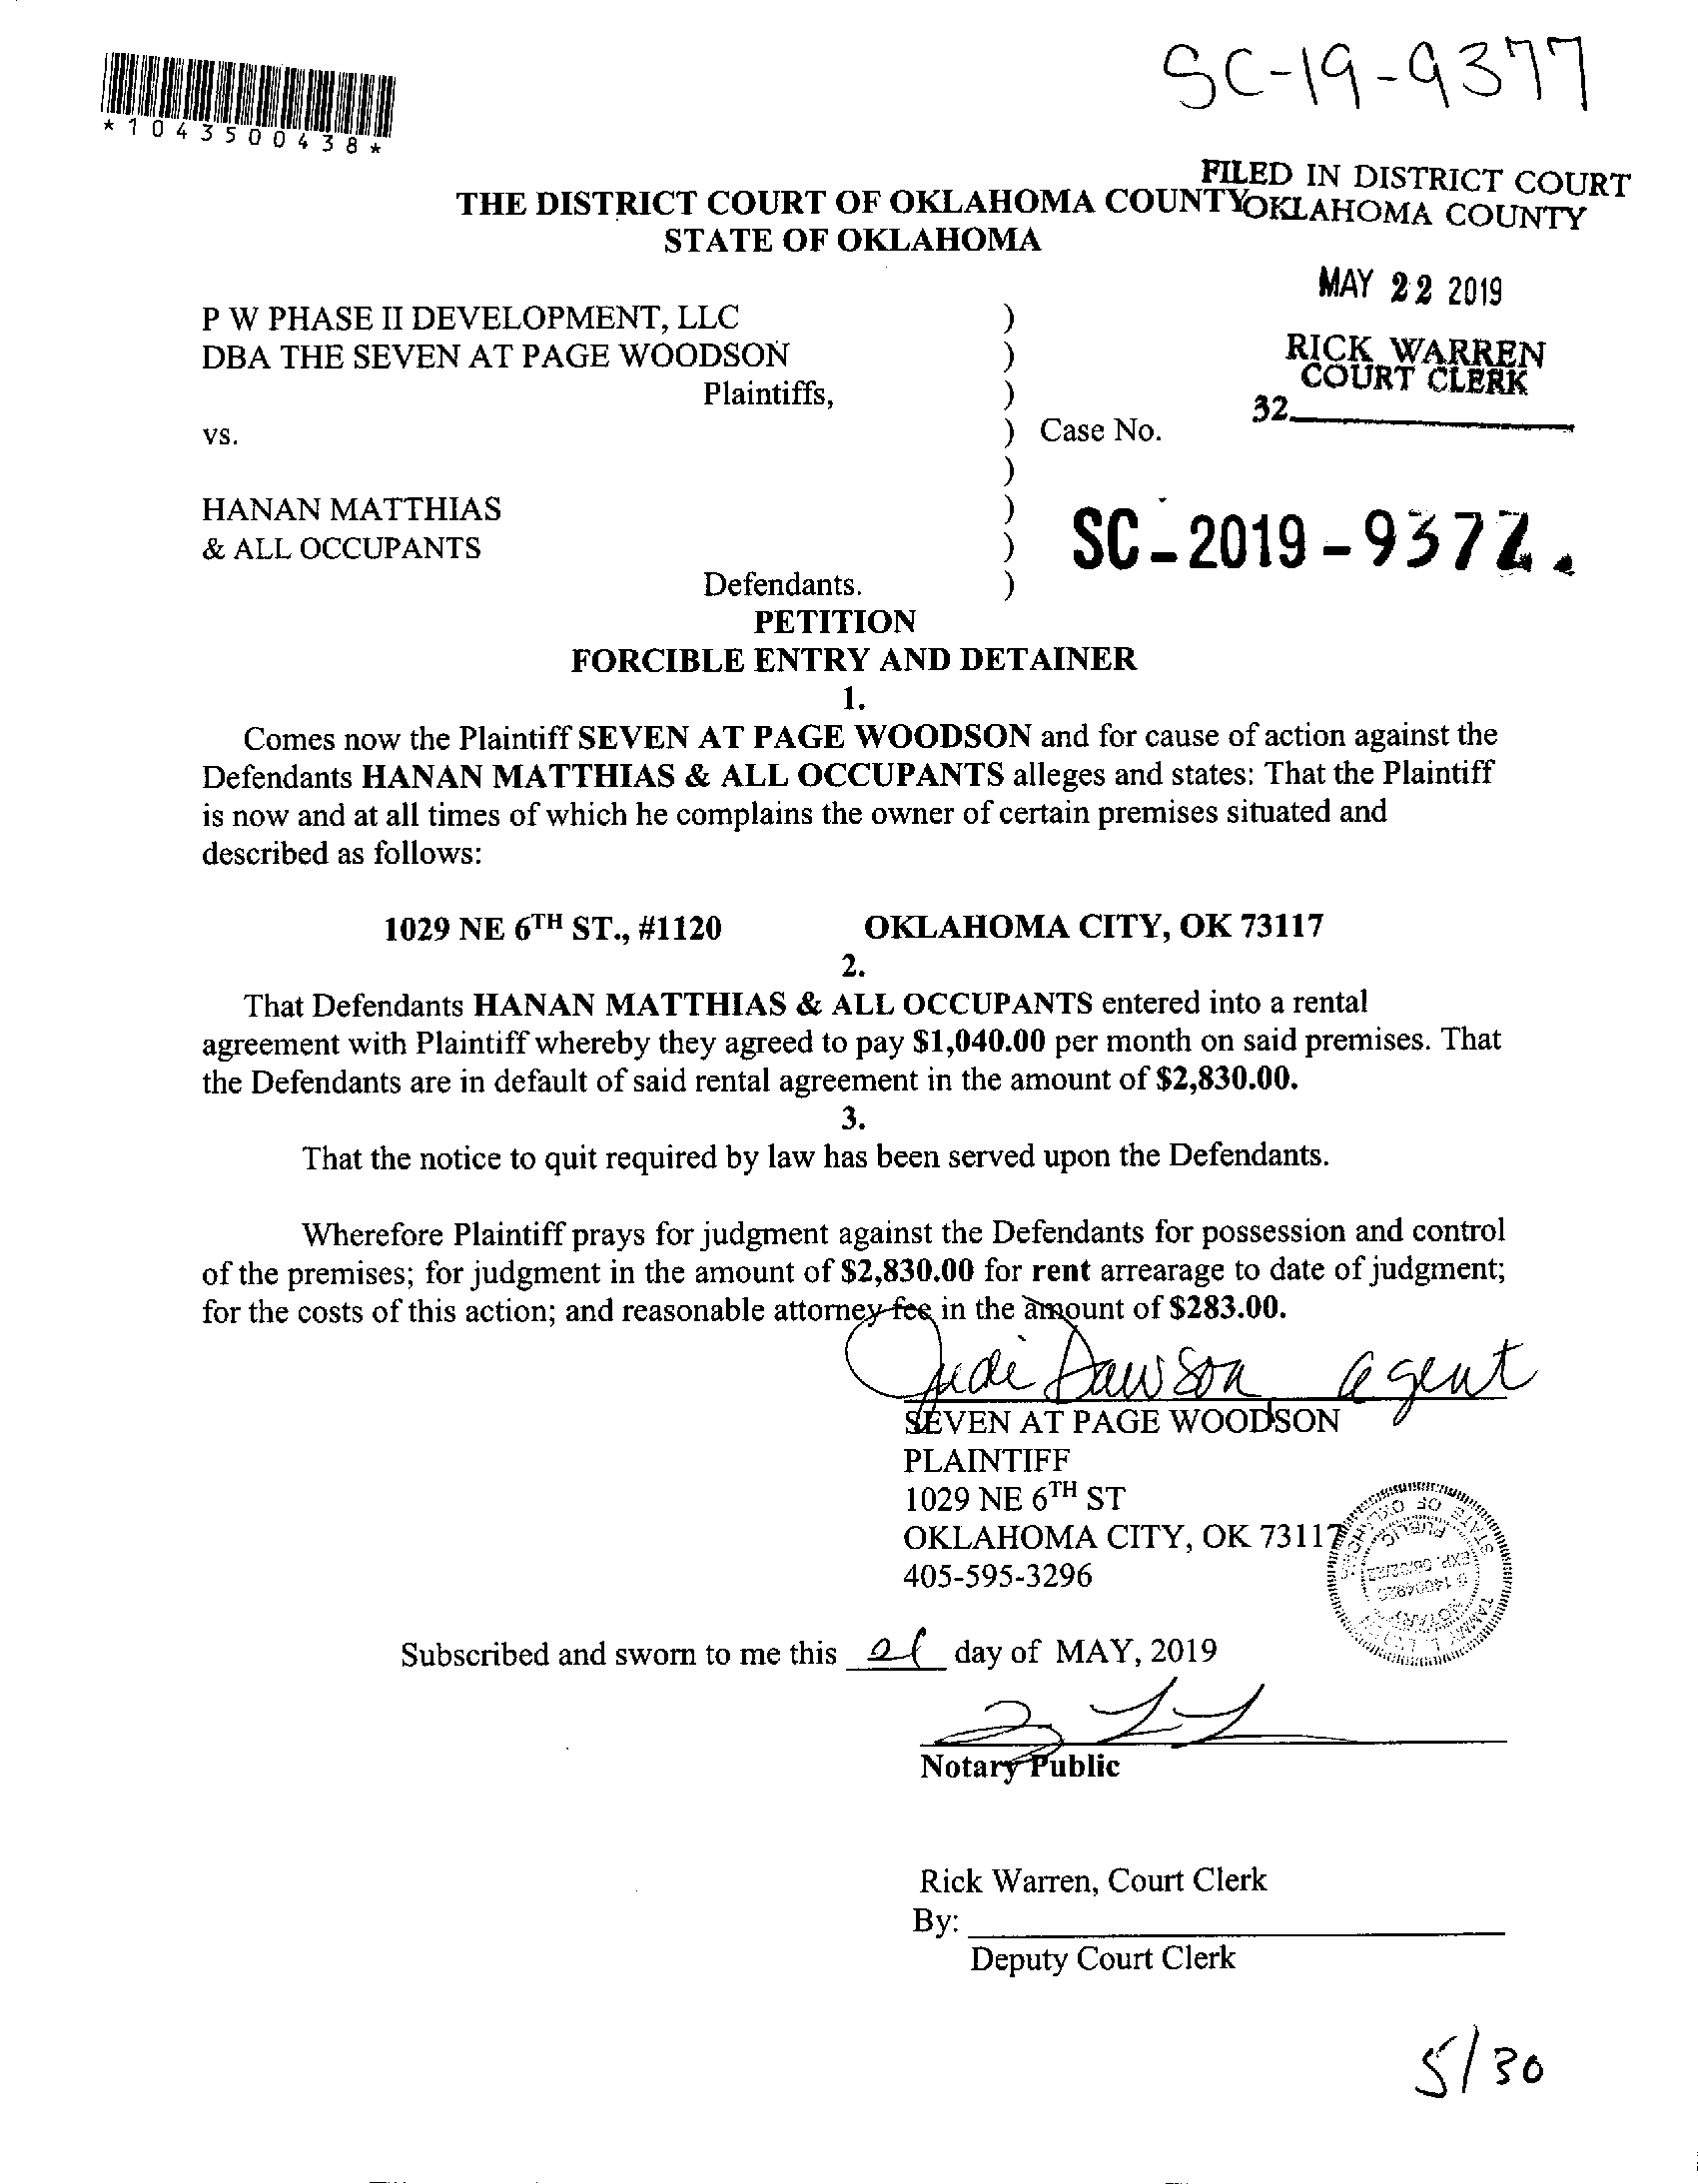 SC-19-9377
*1043500438*
FILED IN DISTRICT COURT
OKLAHOMA COUNTY
THE DISTRICT COURT OF OKLAHOMA COUNTY
STATE OF OKLAHOMA
MAY 22 2019
RICK WARREN
COURT CLERK
32
P W PHASE II DEVELOPMENT, LLC )
DBA THE SEVEN AT PAGE WOODSON )
Plaintiffs, )
vs. ) Case No.
)
HANAN MATTHIAS )
& ALL OCCUPANTS ) SC-2019-9377
Defendants. )
PETITION
FORCIBLE ENTRY AND DETAINER
1.
Comes now the Plaintiff SEVEN AT PAGE WOODSON and for cause of action against the
Defendants HANAN MATTHIAS & ALL OCCUPANTS alleges and states: That the Plaintiff
is now and at all times of which he complains the owner of certain premises situated and
described as follows:
1029 NE 6TH ST., #1120 OKLAHOMA CITY, OK 73117
2.
That Defendants HANAN MATTHIAS & ALL OCCUPANTS entered into a rental
agreement with Plaintiff whereby they agreed to pay $1,040.00 per month on said premises. That
the Defendants are in default of said rental agreement in the amount of $2,830.00.
3.
That the notice to quit required by law has been served upon the Defendants.
Wherefore Plaintiff prays for judgment against the Defendants for possession and control
of the premises; for judgment in the amount of $2,830.00 for rent arrearage to date of judgment;
for the costs of this action; and reasonable attorney fee in the amount of $283.00.
Judi Dawson agent
SEVEN AT PAGE WOODSON
PLAINTIFF
1029 NE 6TH ST
OKLAHOMA CITY, OK 73117
405-595-3296
STATE OF OKLAHOMA
PUBLIC
EXP. 08/02/22
NOTARY
Subscribed and sworn to me this 21 day of MAY, 2019
Notary Public
Rick Warren, Court Clerk
By:
Deputy Court Clerk
5/30